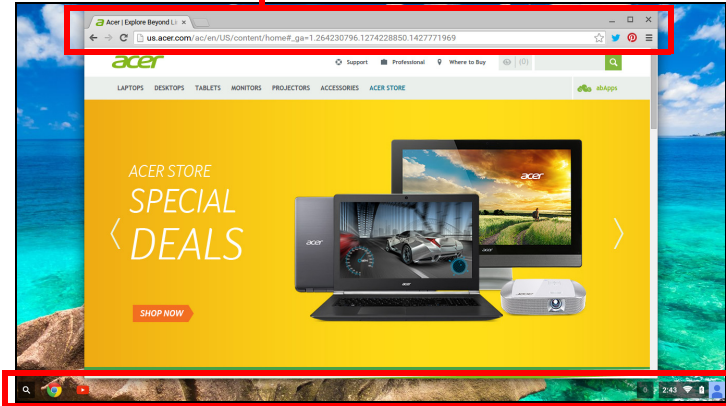 Acer | Explore Beyond Li
us.acer.com/ac/en/US/content/home#_ga=1.264230796.1274228850.1427771969
acer
Support Professional Where to Buy (0)
LAPTOPS DESKTOPS TABLETS MONITORS PROJECTORS ACCESSORIES ACER STORE abApps
ACER STORE
SPECIAL
DEALS
acer
acer
SHOP NOW
2:43